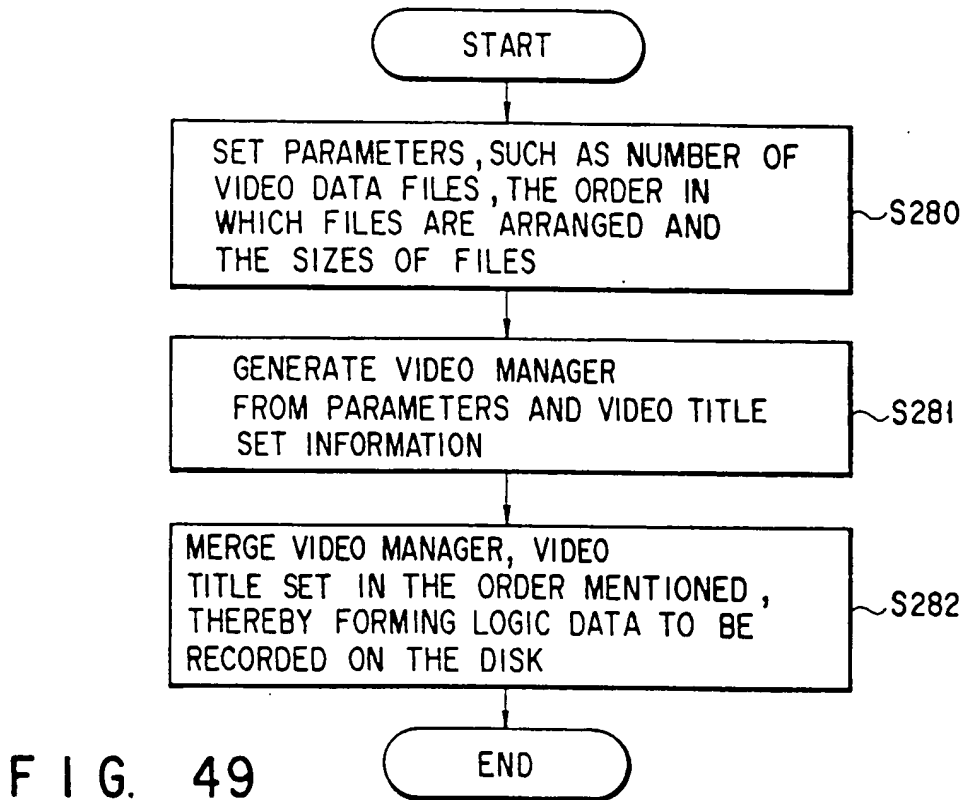 START
SET PARAMETERS, SUCH AS NUMBER OF
VIDEO DATA FILES, THE ORDER IN
WHICH FILES ARE ARRANGED AND
THE SIZES OF FILES
S280
GENERATE VIDEO MANAGER
FROM PARAMETERS AND VIDEO TITLE
SET INFORMATION
S281
MERGE VIDEO MANAGER, VIDEO
TITLE SET IN THE ORDER MENTIONED,
THEREBY FORMING LOGIC DATA TO BE
RECORDED ON THE DISK
S282
END
FIG. 49